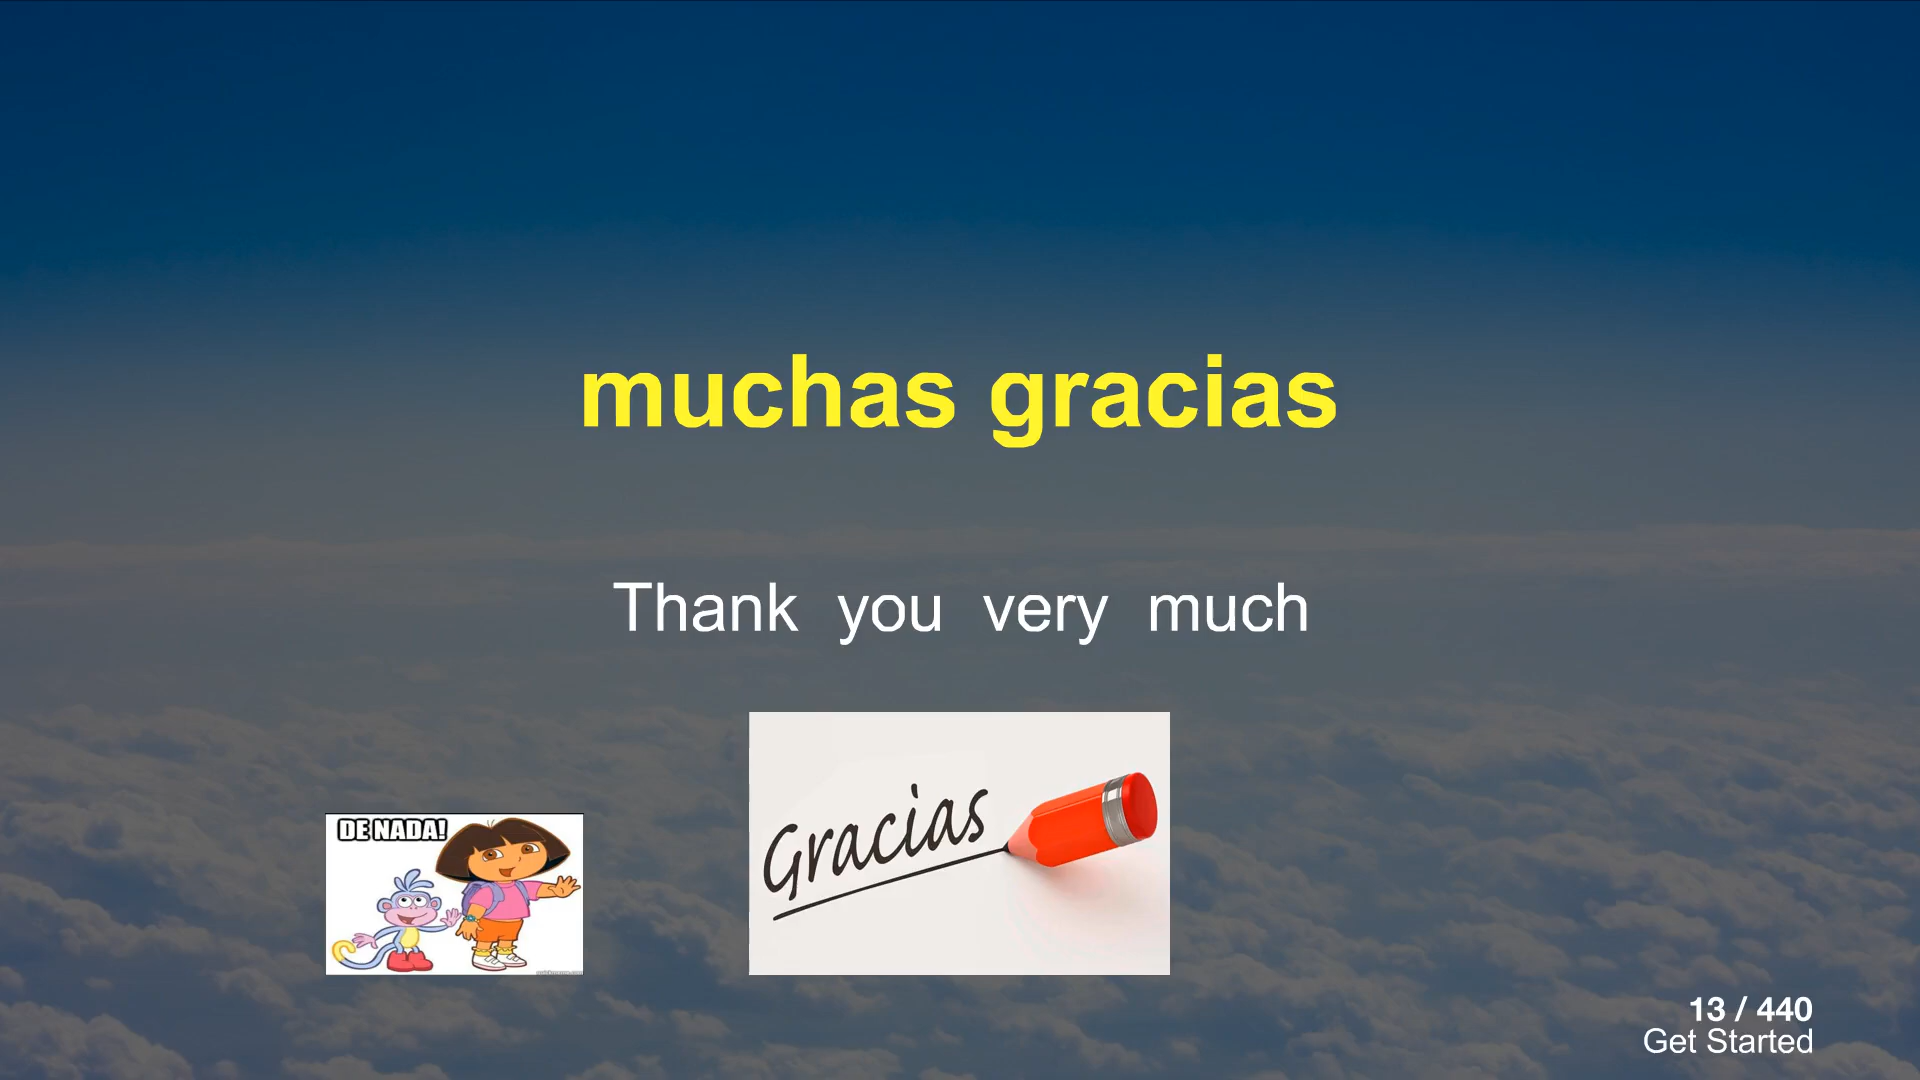 muchas gracias
Thank you very much
DE NADA!
Gracias
13 / 440
Get Started